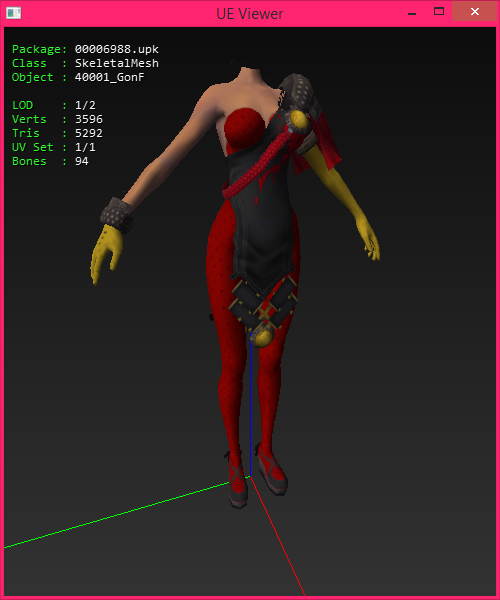 UE Viewer
Package: 00006988.upk
Class : SkeletalMesh
Object : 40001_GonF
LOD : 1/2
Verts : 3596
Tris : 5292
UV Set : 1/1
Bones : 94